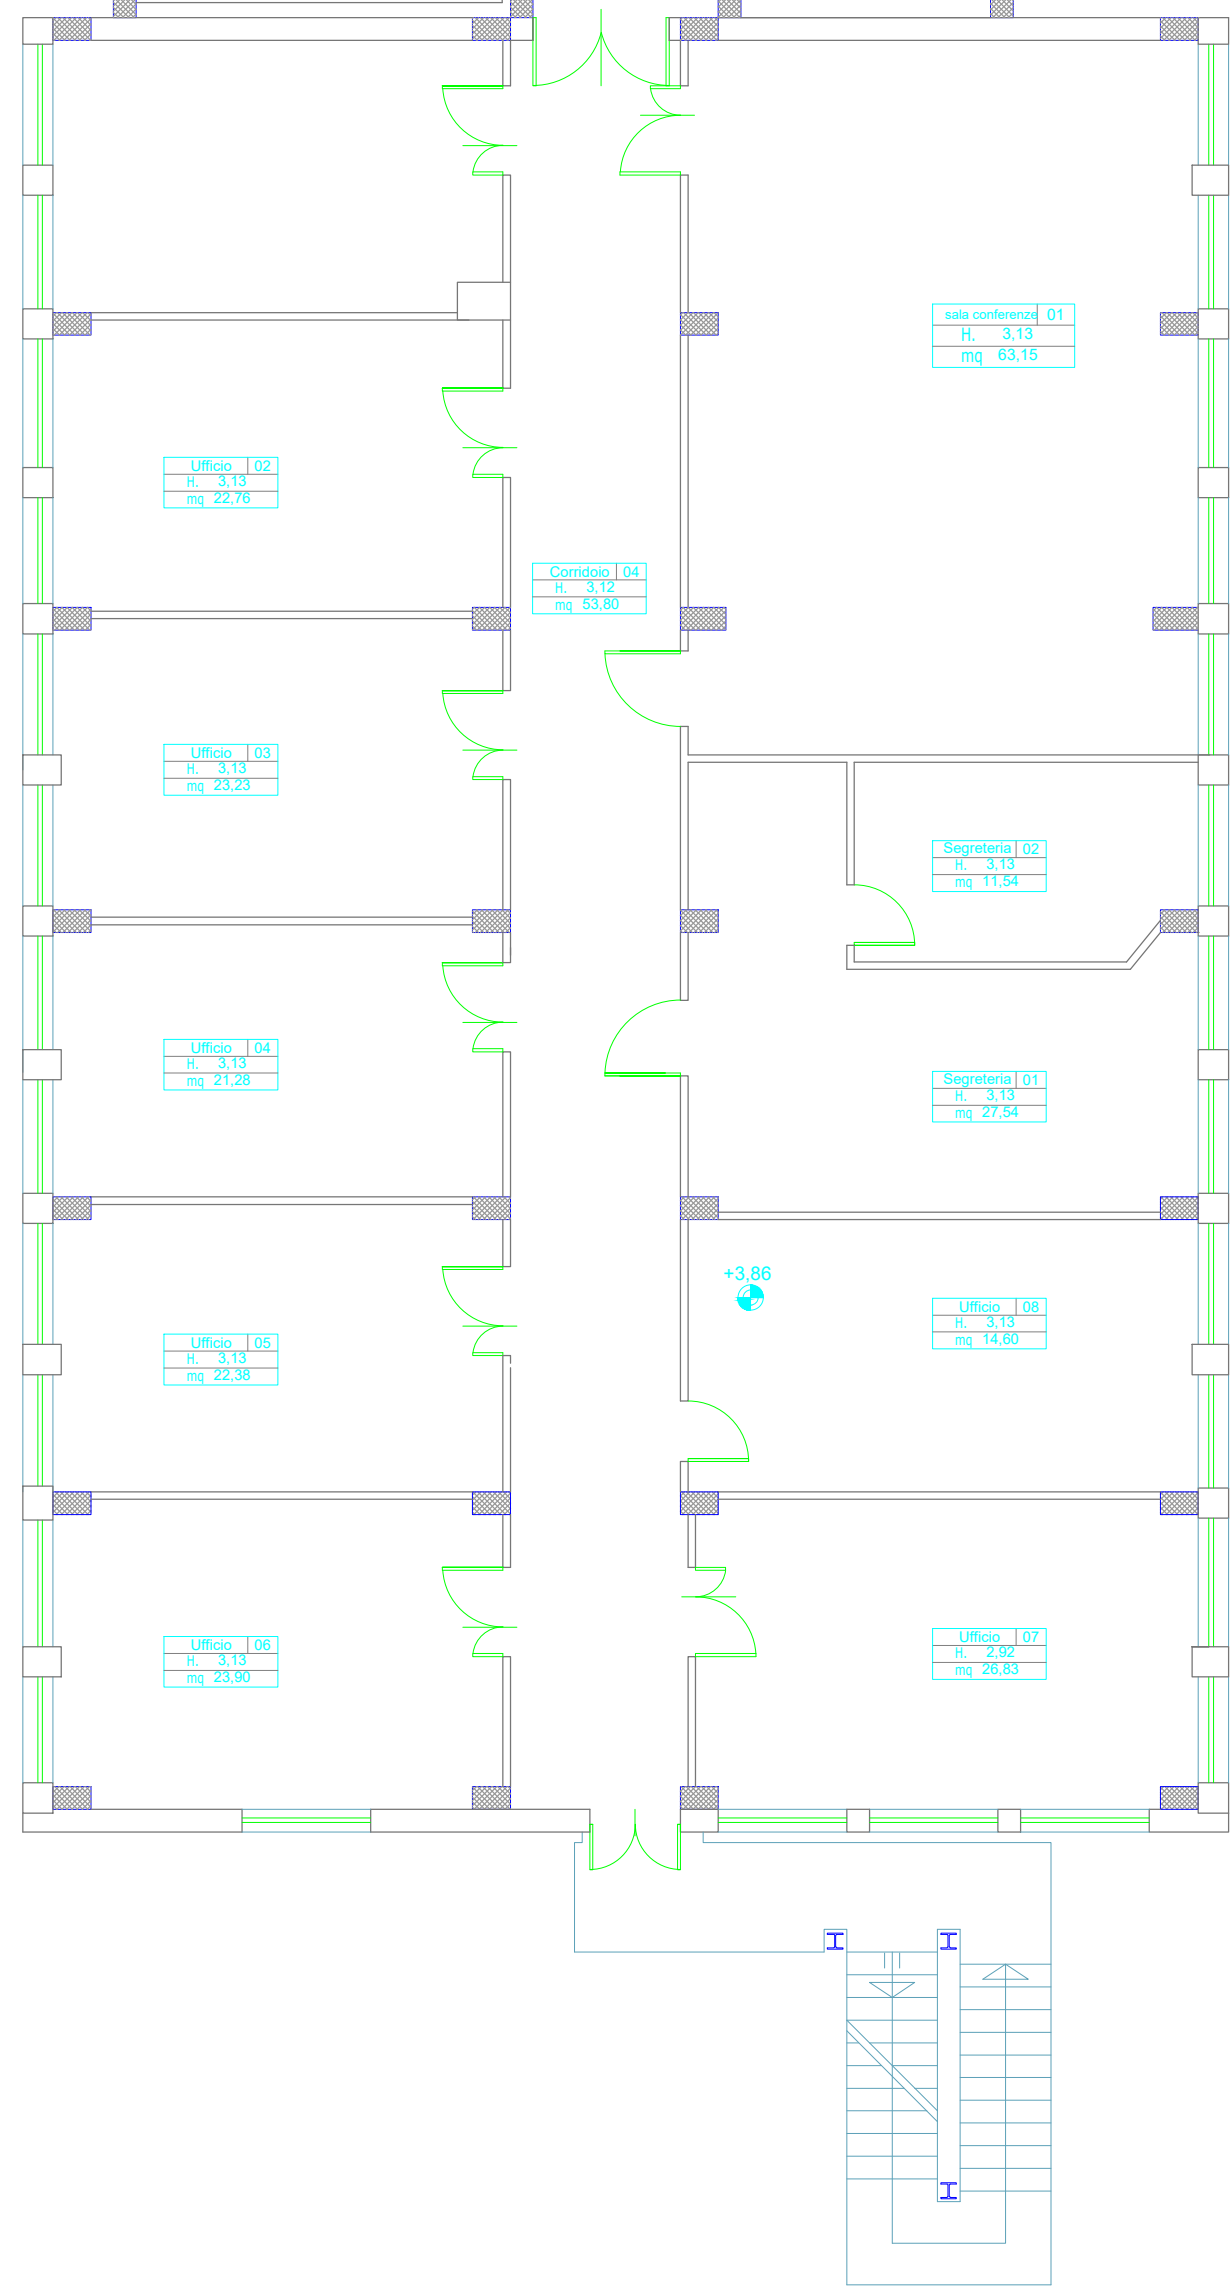 sala conferenze 01
H. 3,13
mq 63,15
Ufficio 02
H. 3,13
mq 22,76
Corridoio 04
H. 3,12
mq 53,80
Ufficio 03
H. 3,13
mq 23,23
Segreteria 02
H. 3,13
mq 11,54
Ufficio 04
H. 3,13
mq 21,28
Segreteria 01
H. 3,13
mq 27,54
+3,86
Ufficio 08
H. 3,13
mq 14,60
Ufficio 05
H. 3,13
mq 22,38
Ufficio 07
H. 2,92
mq 26,83
Ufficio 06
H. 3,13
mq 23,90